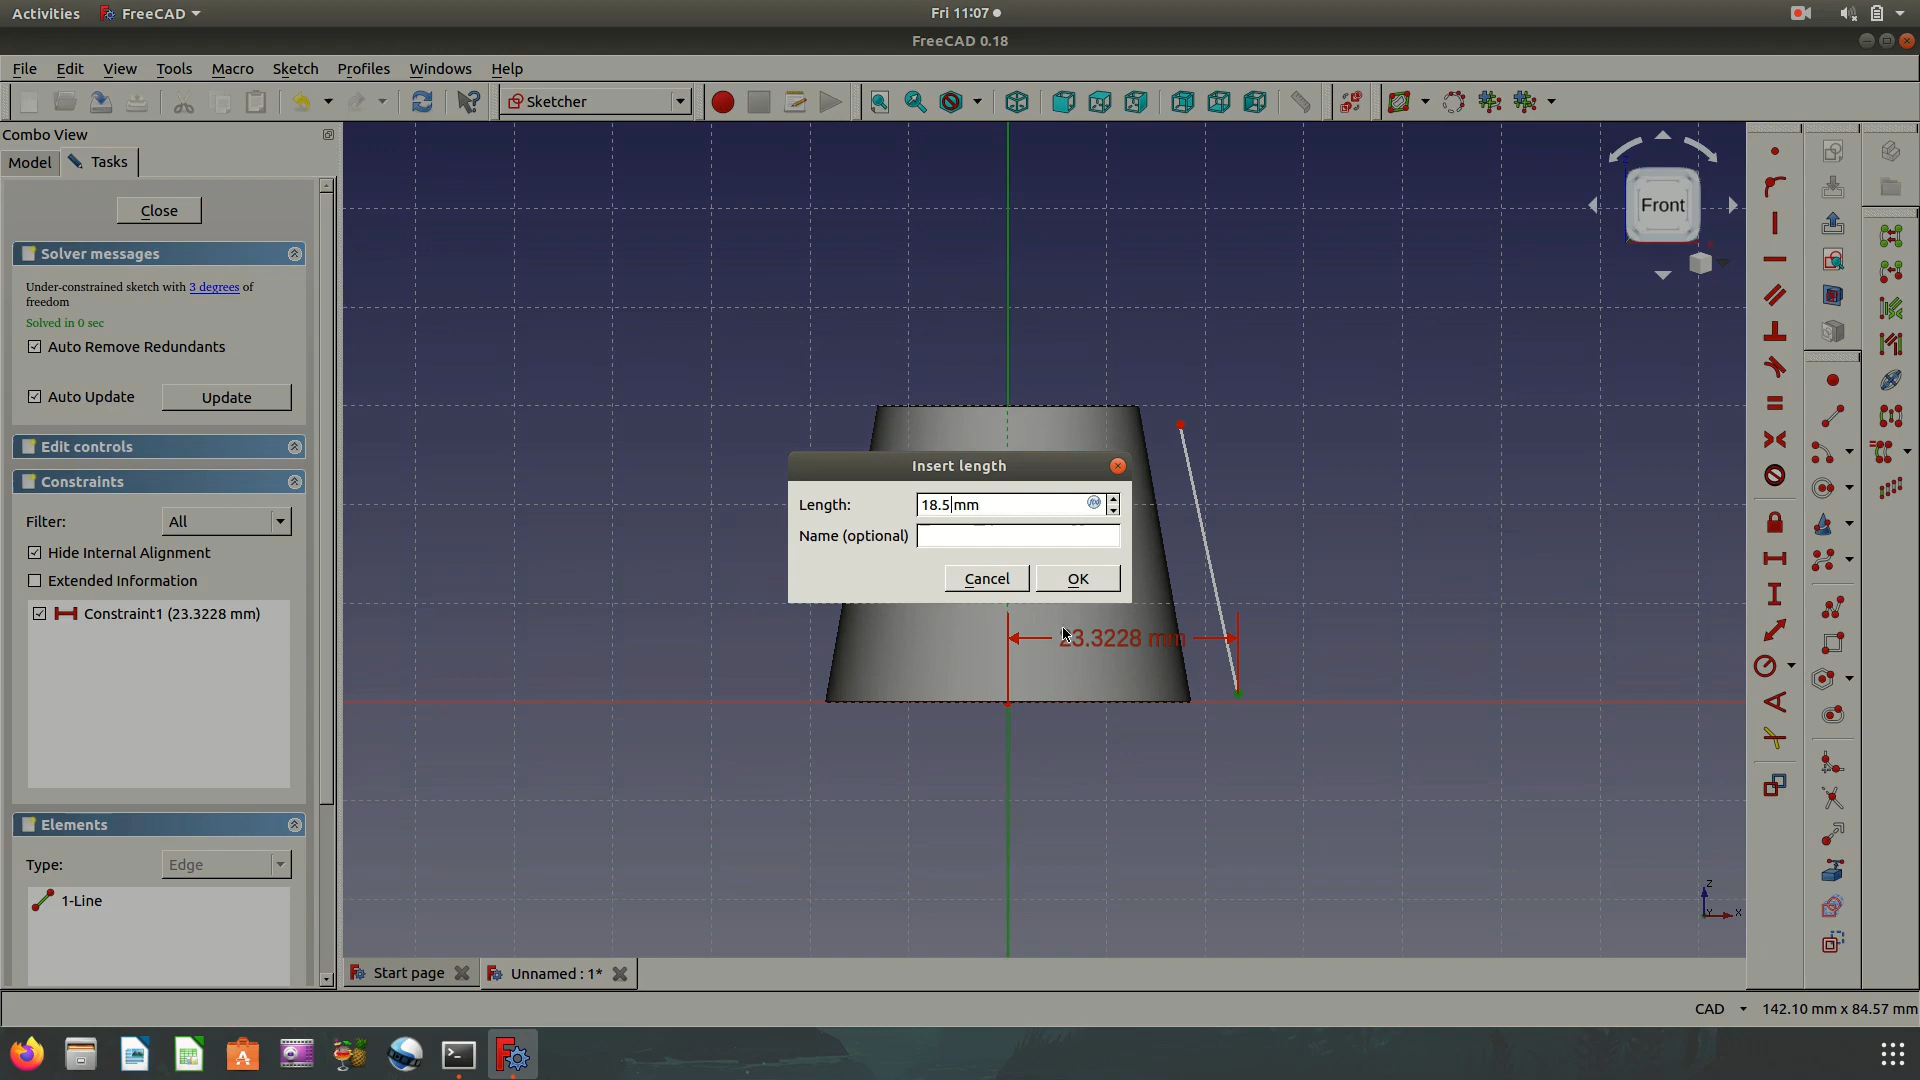 Activities FreeCAD Fri 11:07
FreeCAD 0.18
File Edit View Tools Macro Sketch Profiles Windows Help
Sketcher
Combo View
Model Tasks
Close
Solver messages
Under-constrained sketch with 3 degrees of
freedom
Solved in 0 sec
Auto Remove Redundants
Auto Update Update
Edit controls
Constraints
Filter: All
Hide Internal Alignment
Extended Information
Constraint1 (23.3228 mm)
Elements
Type: Edge
1-Line
Front
Insert length
Length: 18.5 mm
Name (optional)
Cancel OK
23.3228 mm
Z
Y X
Start page Unnamed : 1*
CAD 142.10 mm x 84.57 mm